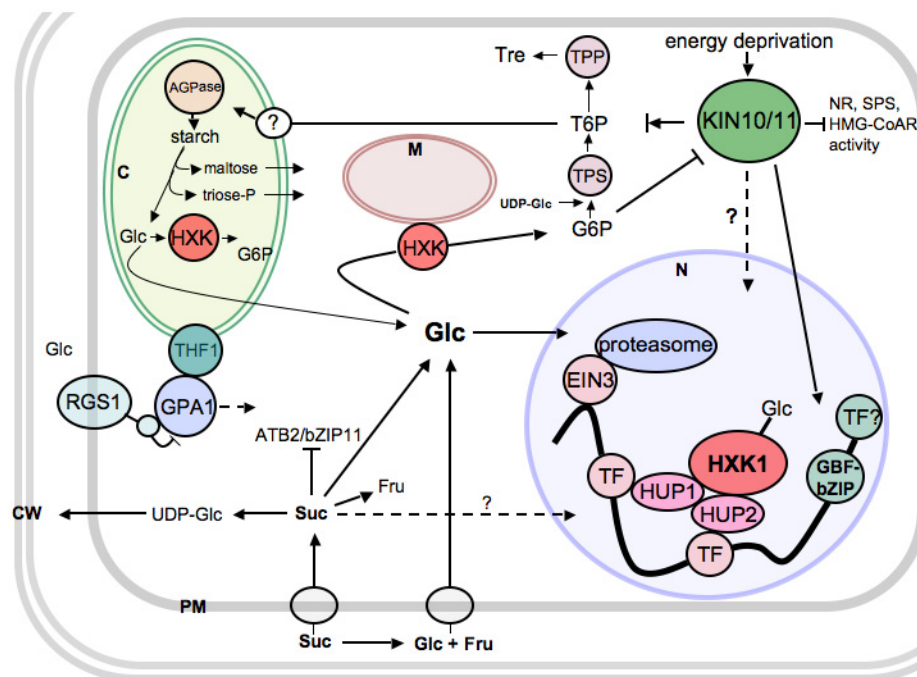 energy deprivation
Tre
TPP
AGPase
?
T6P
KIN10/11
NR, SPS,
HMG-CoAR
activity
starch
M
C
maltose
TPS
triose-P
UDP-Glc
?
G6P
Glc
HXK
HXK
G6P
N
Glc
proteasome
Glc
THF1
EIN3
RGS1
GPA1
Glc
TF?
ATB2/bZIP11
HXK1
GBF-
bZIP
TF
HUP1
Fru
HUP2
CW
UDP-Glc
Suc
?
TF
PM
Suc
Glc + Fru